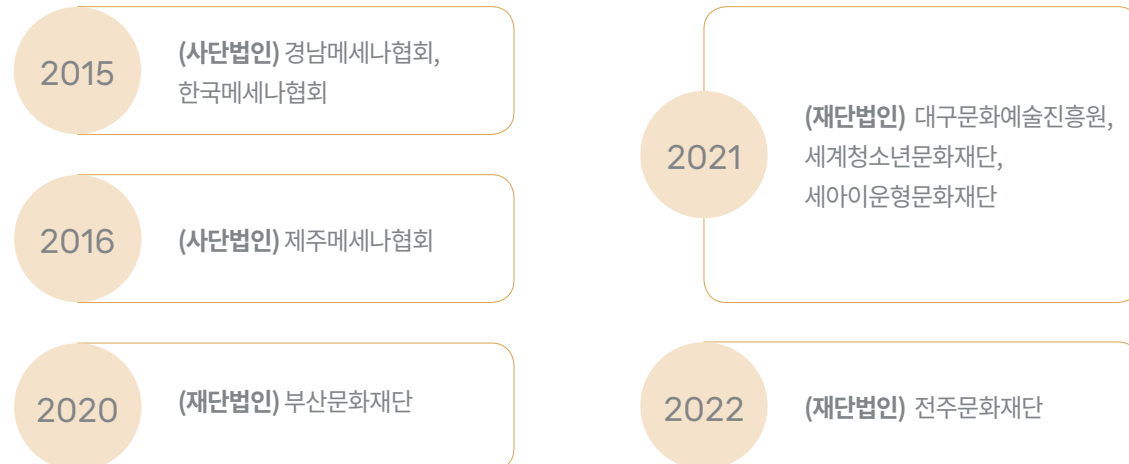 2015
(사단법인) 경남메세나협회,
한국메세나협회
2016
(사단법인) 제주메세나협회
2020
(재단법인) 부산문화재단
2021
(재단법인) 대구문화예술진흥원,
세계청소년문화재단,
세아이운형문화재단
2022
(재단법인) 전주문화재단